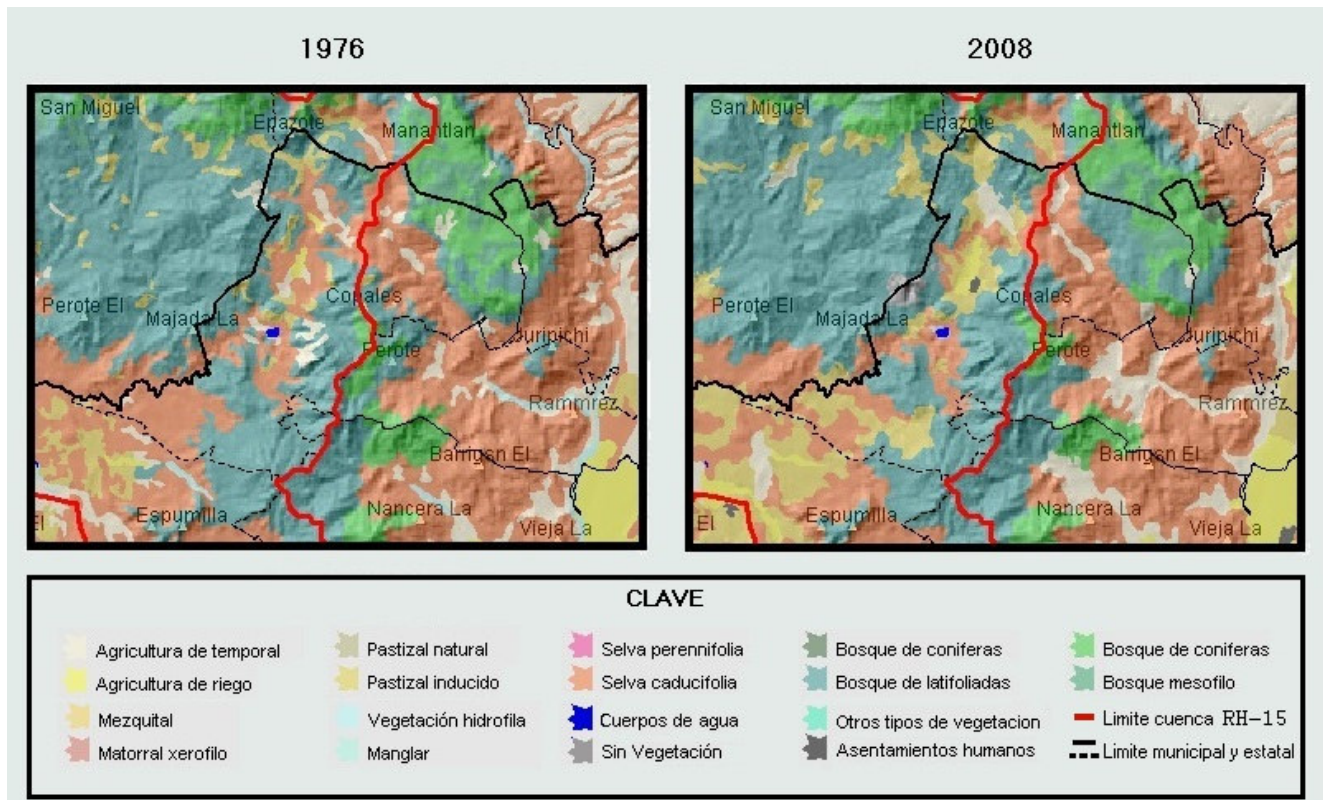 1976
San Miguel
Epazote
Manantlan
Perote El
Majada La
Copales
Perote
Juripichi
Rammrez
Barrigan El
Nancera La
El
Espumilla
Vieja La
2008
San Miguel
Epazote
Manantlan
Perote El
Majada La
Copales
Perote
Juripichi
Rammrez
Barrigan El
Nancera La
El
Espumilla
Vieja La
CLAVE
Agricultura de temporal
Agricultura de riego
Mezquital
Matorral xerofilo
Pastizal natural
Pastizal inducido
Vegetación hidrofila
Manglar
Selva perennifolia
Selva caducifolia
Cuerpos de agua
Sin Vegetación
Bosque de coniferas
Bosque de latifoliadas
Otros tipos de vegetacion
Asentamientos humanos
Bosque de coniferas
Bosque mesofilo
Limite cuenca RH-15
Limite municipal y estatal